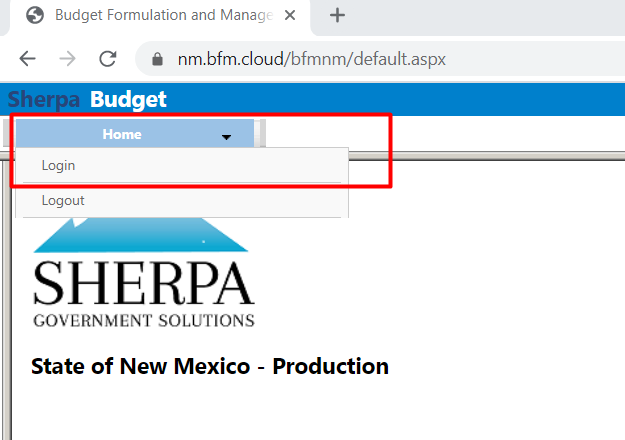 Budget Formulation and Manage
nm.bfm.cloud/bfmnm/default.aspx
Sherpa Budget
Home
Login
Logout
SHERPA
GOVERNMENT SOLUTIONS
State of New Mexico - Production